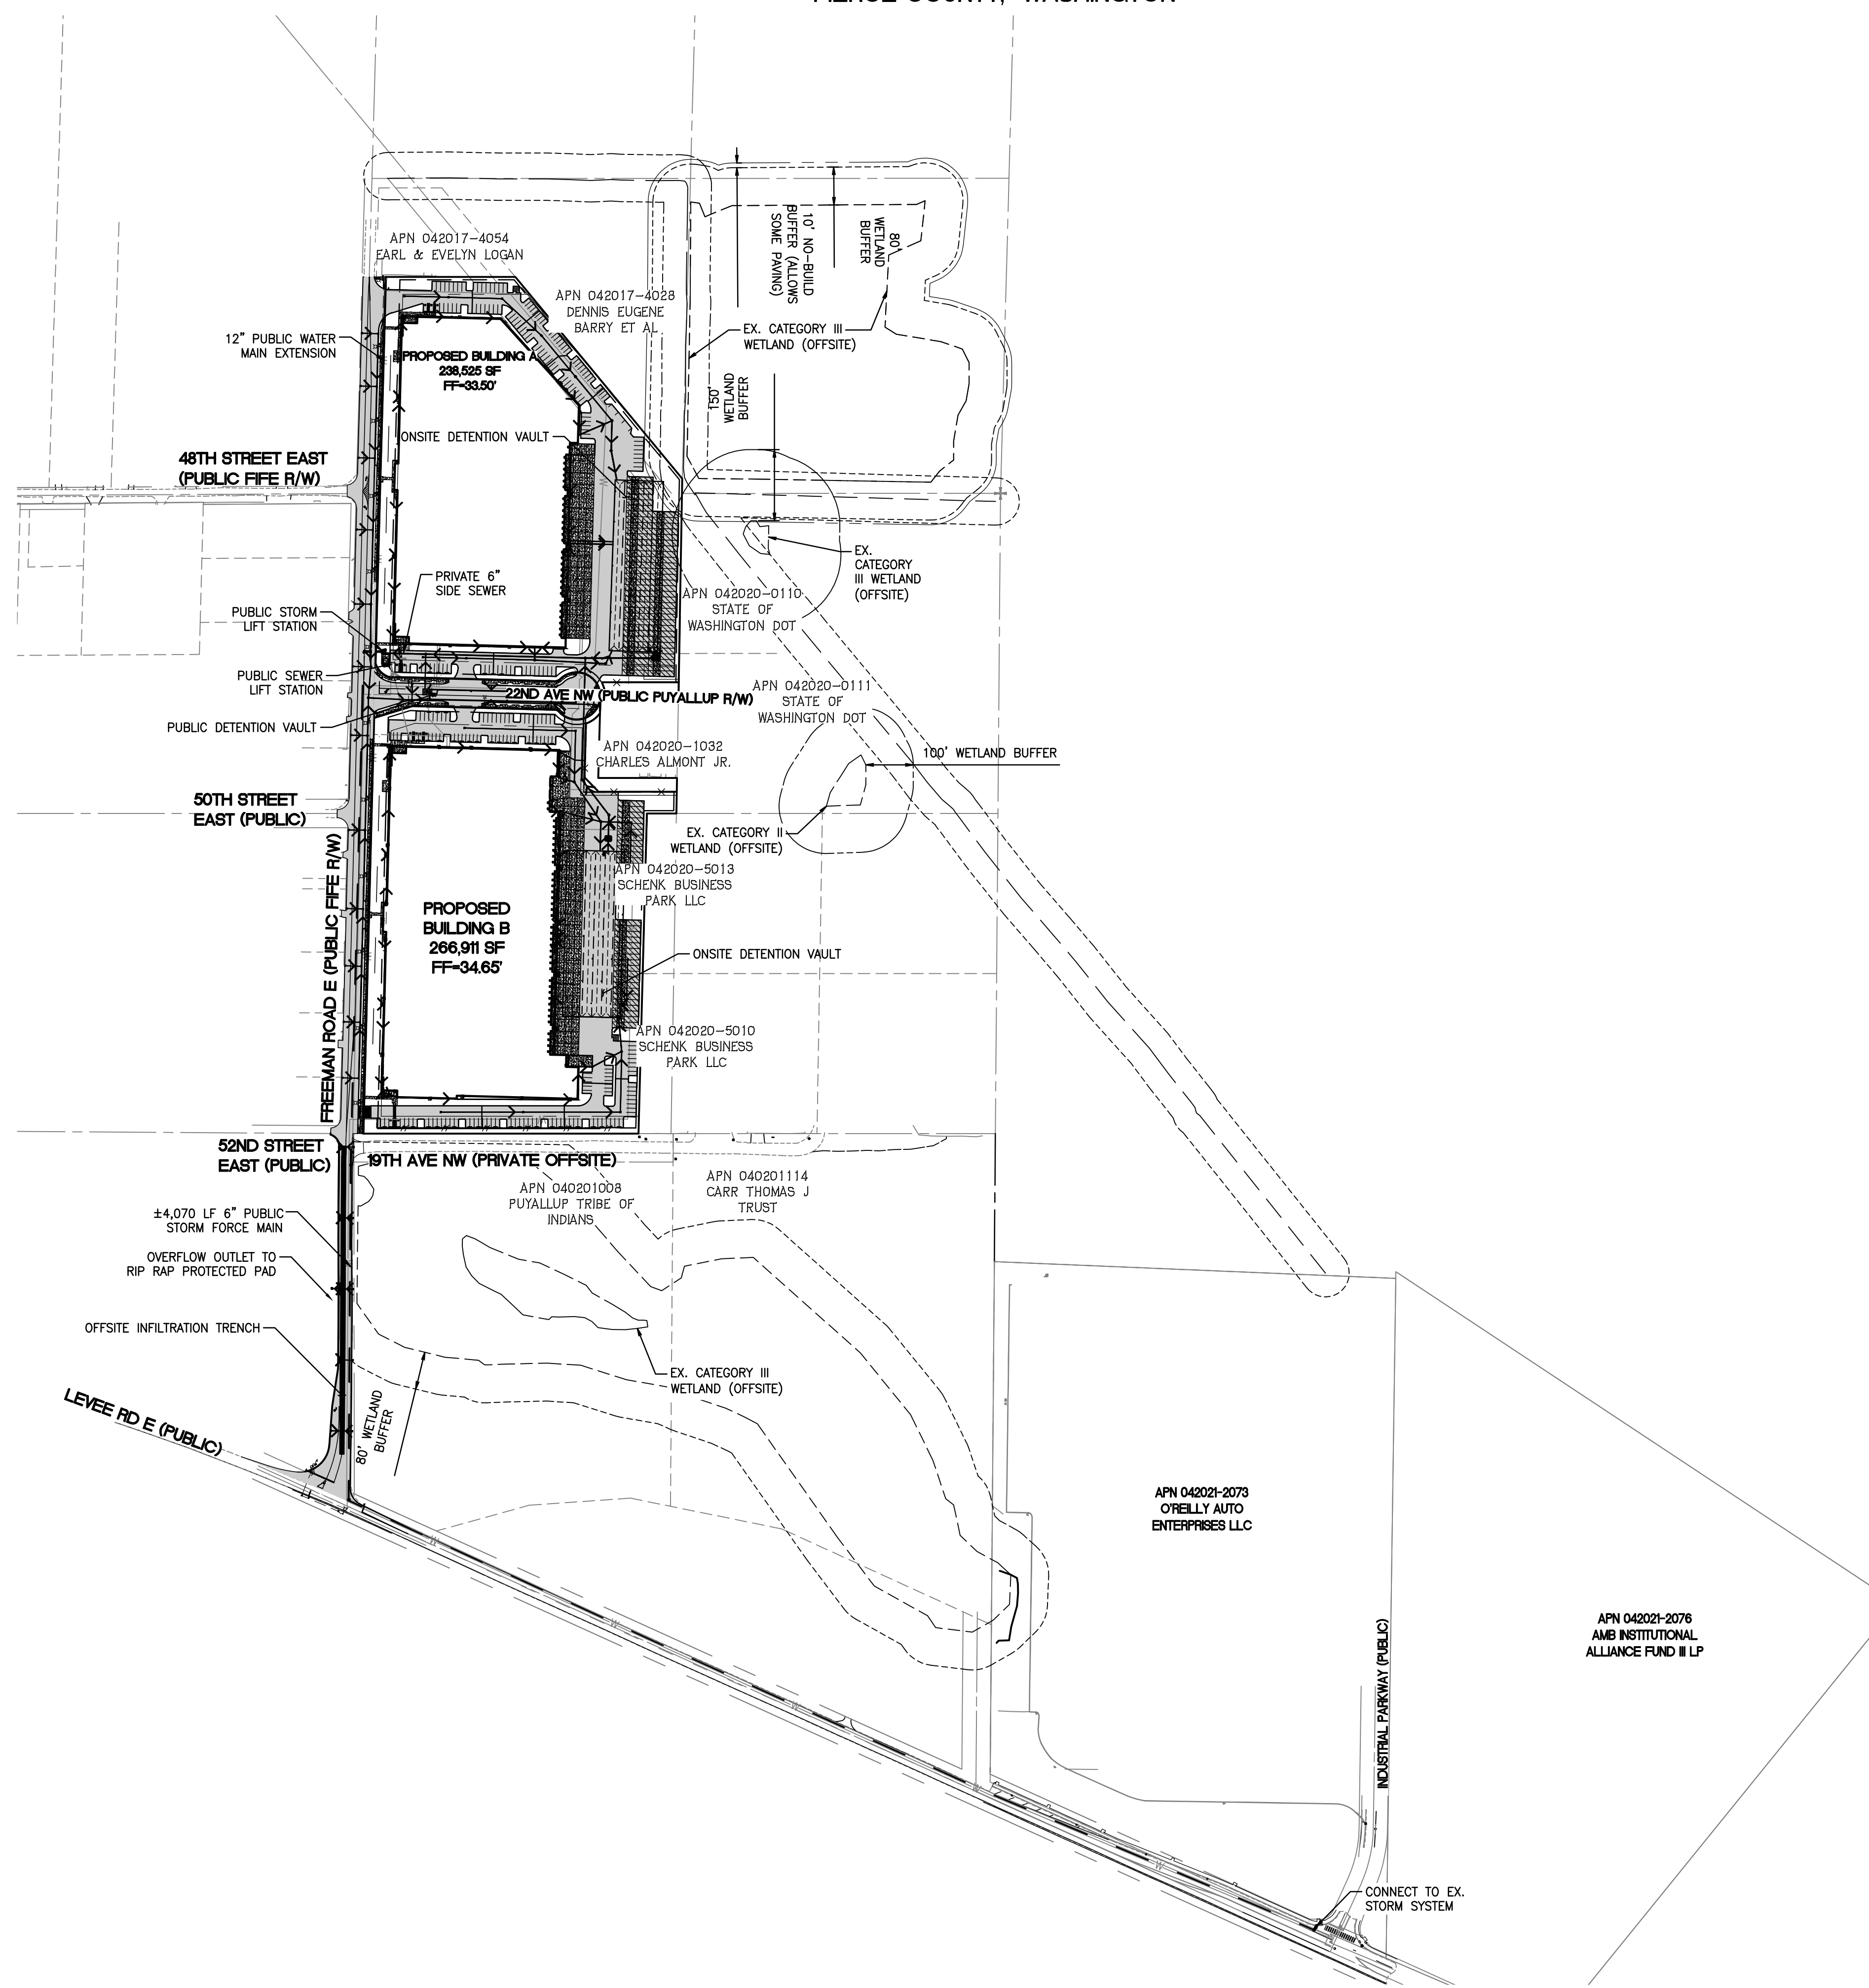 PIERCE COUNTY, WASHINGTON
APN 042017-4054
EARL & EVELYN LOGAN
10' NO-BUILD
BUFFER (ALLOWS
SOME PAVING)
80'
WETLAND
BUFFER
APN 042017-4028
DENNIS EUGENE
BARRY ET AL
12" PUBLIC WATER
MAIN EXTENSION
EX. CATEGORY III
WETLAND (OFFSITE)
PROPOSED BUILDING A
238,525 SF
FF=33.50'
150'
WETLAND
BUFFER
ONSITE DETENTION VAULT
48TH STREET EAST
(PUBLIC FIFE R/W)
EX.
CATEGORY
III WETLAND
(OFFSITE)
PRIVATE 6"
SIDE SEWER
APN 042020-0110
STATE OF
WASHINGTON DOT
PUBLIC STORM
LIFT STATION
PUBLIC SEWER
LIFT STATION
22ND AVE NW (PUBLIC PUYALLUP R/W)
APN 042020-0111
STATE OF
WASHINGTON DOT
PUBLIC DETENTION VAULT
APN 042020-1032
CHARLES ALMONT JR.
100' WETLAND BUFFER
50TH STREET
EAST (PUBLIC)
EX. CATEGORY II
WETLAND (OFFSITE)
FREEMAN ROAD E (PUBLIC FIFE R/W)
APN 042020-5013
SCHENK BUSINESS
PARK LLC
PROPOSED
BUILDING B
266,911 SF
FF=34.65'
ONSITE DETENTION VAULT
APN 042020-5010
SCHENK BUSINESS
PARK LLC
52ND STREET
EAST (PUBLIC)
19TH AVE NW (PRIVATE OFFSITE)
APN 040201008
PUYALLUP TRIBE OF
INDIANS
APN 040201114
CARR THOMAS J
TRUST
±4,070 LF 6" PUBLIC
STORM FORCE MAIN
OVERFLOW OUTLET TO
RIP RAP PROTECTED PAD
OFFSITE INFILTRATION TRENCH
EX. CATEGORY III
WETLAND (OFFSITE)
80' WETLAND
BUFFER
LEVEE RD E (PUBLIC)
APN 042021-2073
O'REILLY AUTO
ENTERPRISES LLC
APN 042021-2076
AMB INSTITUTIONAL
ALLIANCE FUND III LP
INDUSTRIAL PARKWAY (PUBLIC)
W
W
W
W
W
CONNECT TO EX.
STORM SYSTEM